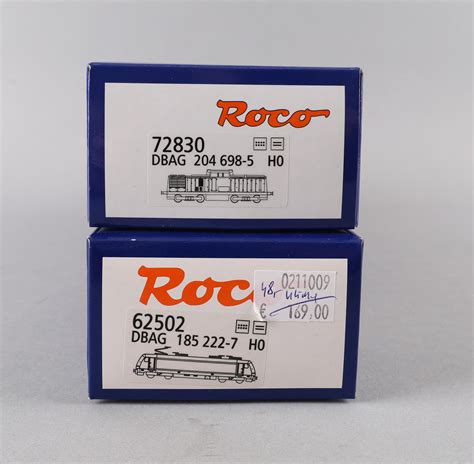 Roco
72830
DBAG 204 698-5 H0
Roco
0211009
48,-
€ 169,00
62502
DBAG 185 222-7 H0